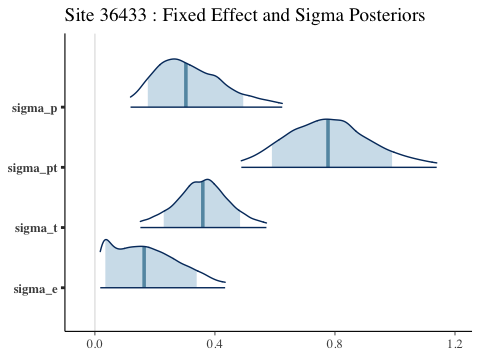 Site 36433 : Fixed Effect and Sigma Posteriors
sigma_p
sigma_pt
sigma_t
sigma_e
0.0 0.4 0.8 1.2